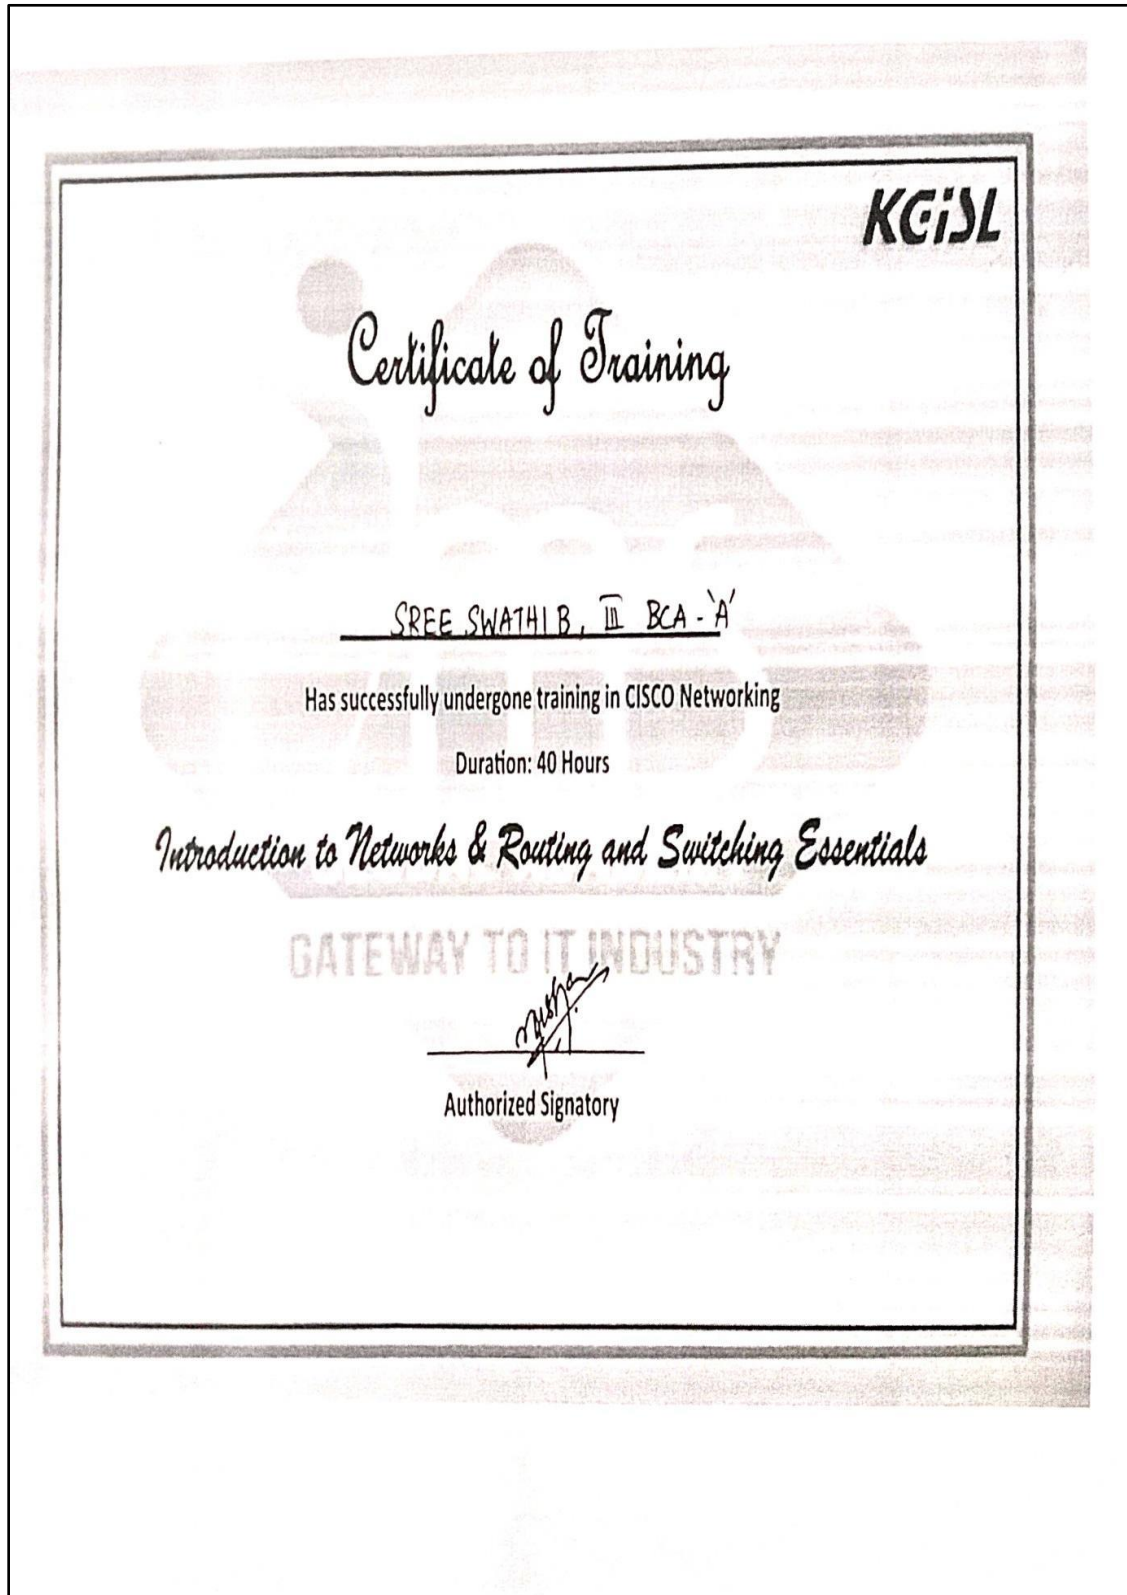 KGiSL
Certificate of Training
SREE SWATHI B, III BCA - 'A'
Has successfully undergone training in CISCO Networking
Duration: 40 Hours
Introduction to Networks & Routing and Switching Essentials
GATEWAY TO IT INDUSTRY
Authorized Signatory